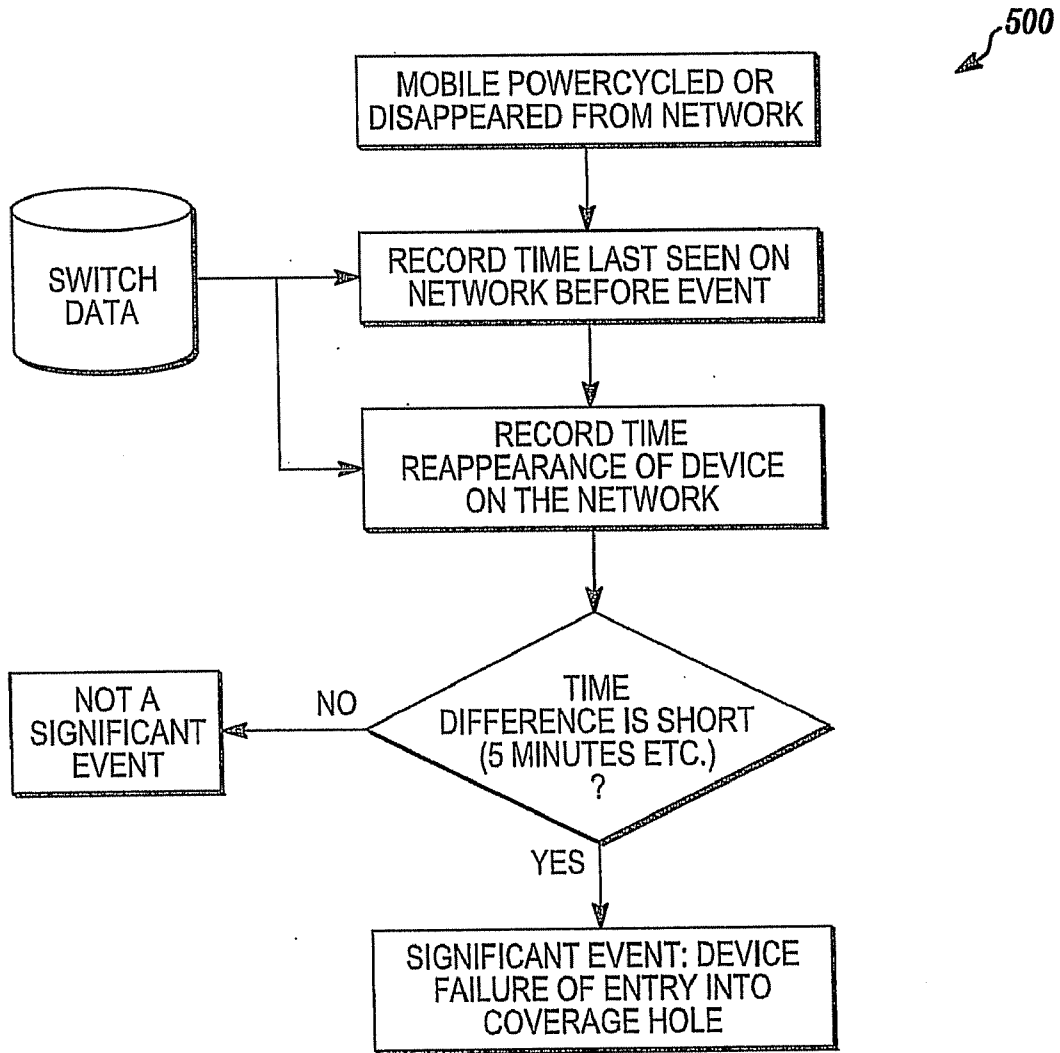 500
MOBILE POWERCYCLED OR
DISAPPEARED FROM NETWORK
SWITCH
DATA
RECORD TIME LAST SEEN ON
NETWORK BEFORE EVENT
RECORD TIME
REAPPEARANCE OF DEVICE
ON THE NETWORK
TIME
DIFFERENCE IS SHORT
(5 MINUTES ETC.)
?
NO
NOT A
SIGNIFICANT
EVENT
YES
SIGNIFICANT EVENT: DEVICE
FAILURE OF ENTRY INTO
COVERAGE HOLE